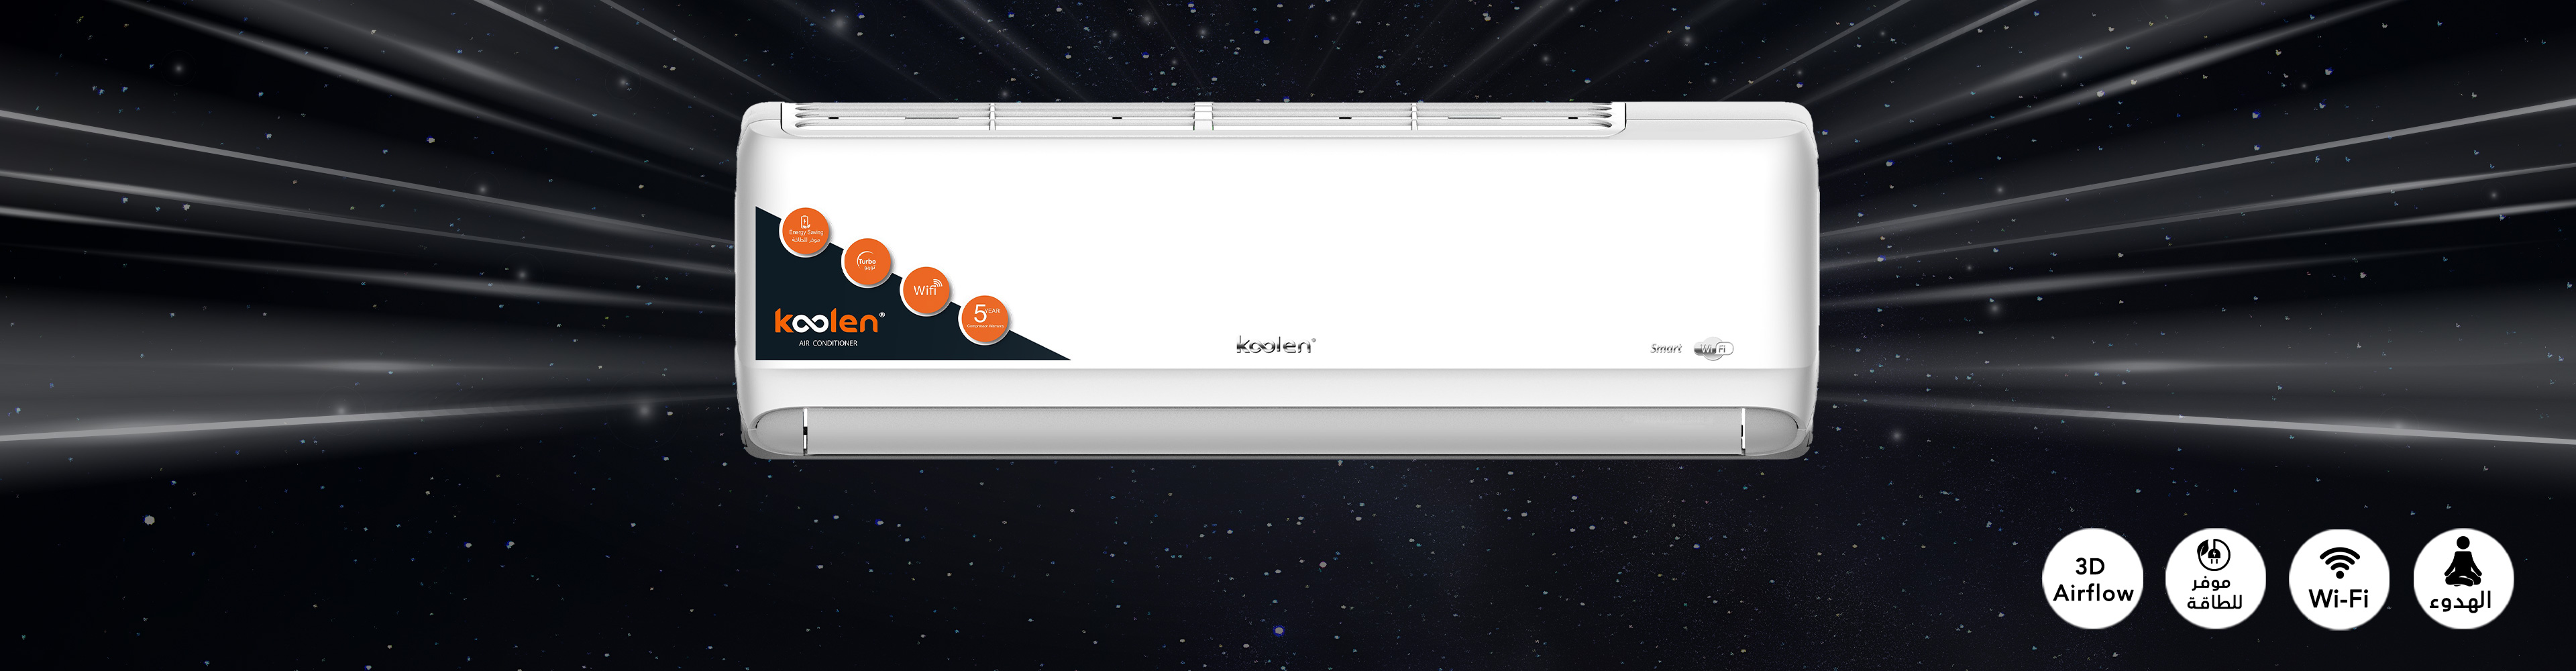 Energy Saving
موفر للطاقة
Turbo
تيربو
Wifi
5 YEAR
Compressor Warranty
koolen®
AIR CONDITIONER
koolen®
Smart Wi Fi
3D
Airflow
موفر
للطاقة
Wi-Fi
الهدوء